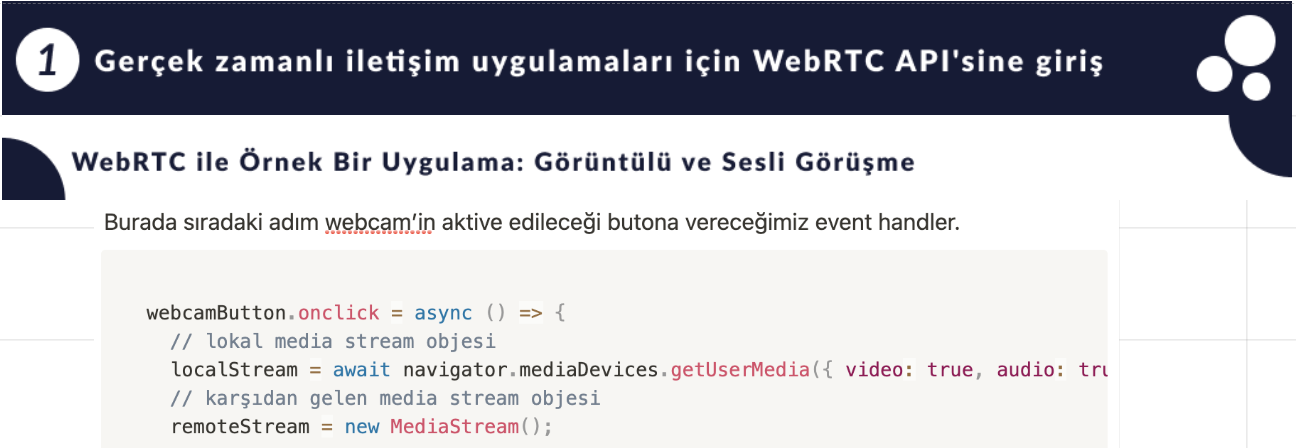 1 Gerçek zamanlı iletişim uygulamaları için WebRTC API'sine giriş
WebRTC ile Örnek Bir Uygulama: Görüntülü ve Sesli Görüşme
Burada sıradaki adım webcam’in aktive edileceği butona vereceğimiz event handler.
webcamButton.onclick = async () => {
// lokal media stream objesi
localStream = await navigator.mediaDevices.getUserMedia({ video: true, audio: tru
// karşıdan gelen media stream objesi
remoteStream = new MediaStream();